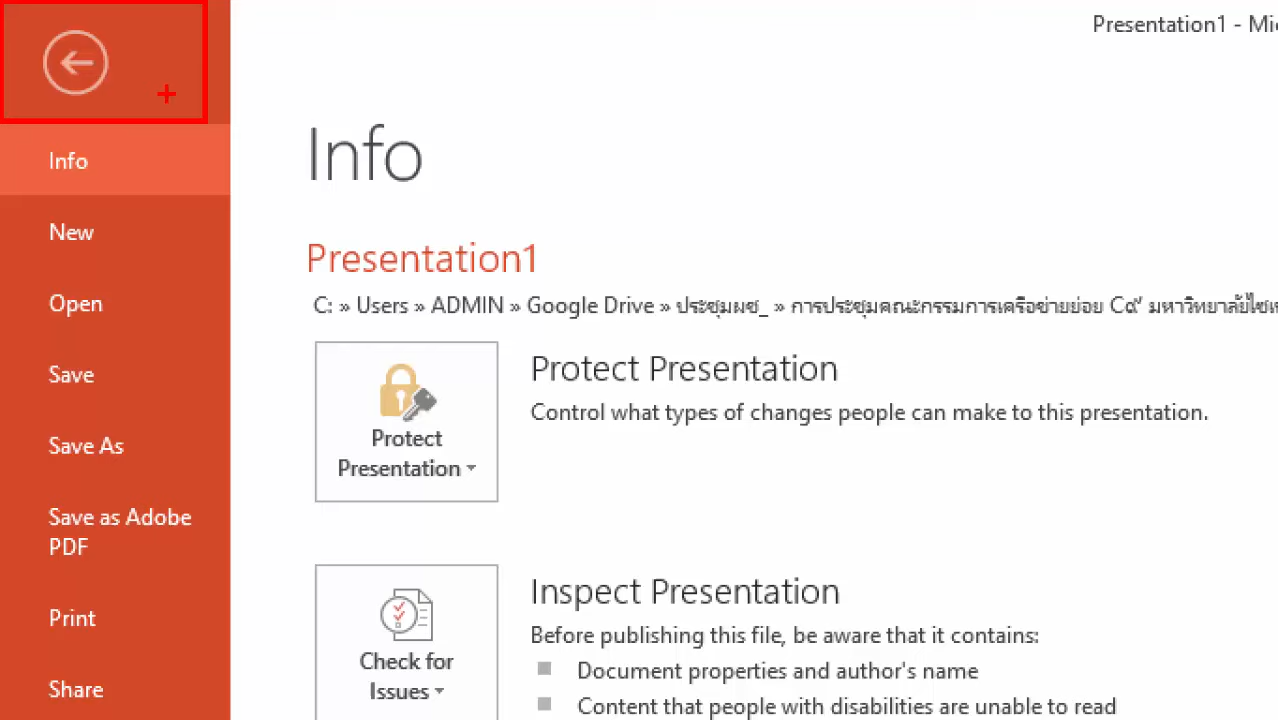 Presentation1 - Mic
Info
New
Open
Save
Save As
Save as Adobe
PDF
Print
Share
Info
Presentation1
C: » Users » ADMIN » Google Drive » ประชุมผช_ » การประชุมคณะกรรมการเครือข่ายย่อย C๙ มหาวิทยาลัยไซเ
Protect
Presentation
Protect Presentation
Control what types of changes people can make to this presentation.
Check for
Issues
Inspect Presentation
Before publishing this file, be aware that it contains:
Document properties and author's name
Content that people with disabilities are unable to read